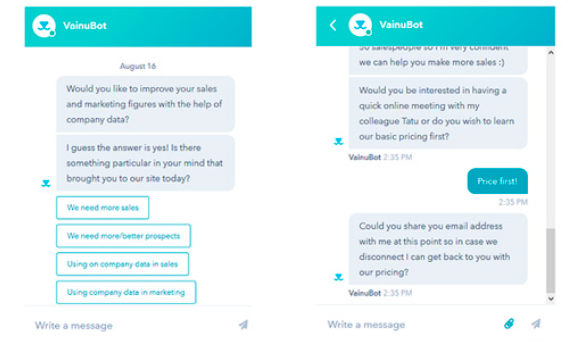 VainuBot
August 16
Would you like to improve your sales
and marketing figures with the help of
company data?
I guess the answer is yes! Is there
something particular in your mind that
brought you to our site today?
We need more sales
We need more/better prospects
Using on company data in sales
Using company data in marketing
Write a message
VainuBot
50 salespeople so I'm very confident
we can help you make more sales :)
Would you be interested in having a
quick online meeting with my
colleague Tatu or do you wish to learn
our basic pricing first?
VainuBot 2:35 PM
Price first!
2:35 PM
Could you share you email address
with me at this point so in case we
disconnect I can get back to you with
our pricing?
VainuBot 2:35 PM
Write a message